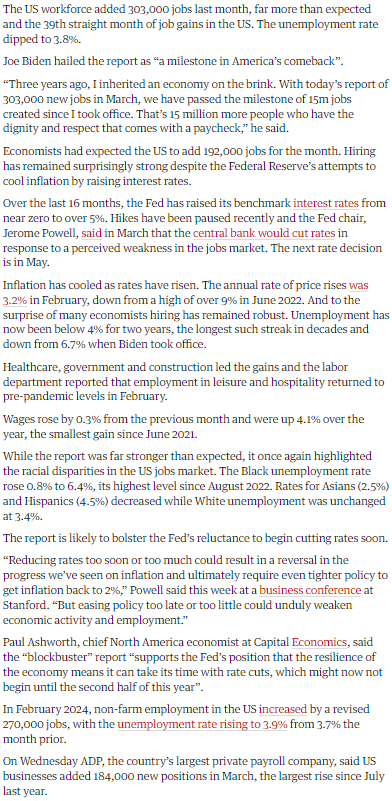 The US workforce added 303,000 jobs last month, far more than expected
and the 39th straight month of job gains in the US. The unemployment rate
dipped to 3.8%.
Joe Biden hailed the report as “a milestone in America’s comeback”.
“Three years ago, I inherited an economy on the brink. With today’s report of
303,000 new jobs in March, we have passed the milestone of 15m jobs
created since I took office. That’s 15 million more people who have the
dignity and respect that comes with a paycheck,” he said.
Economists had expected the US to add 192,000 jobs for the month. Hiring
has remained surprisingly strong despite the Federal Reserve’s attempts to
cool inflation by raising interest rates.
Over the last 16 months, the Fed has raised its benchmark interest rates from
near zero to over 5%. Hikes have been paused recently and the Fed chair,
Jerome Powell, said in March that the central bank would cut rates in
response to a perceived weakness in the jobs market. The next rate decision
is in May.
Inflation has cooled as rates have risen. The annual rate of price rises was
3.2% in February, down from a high of over 9% in June 2022. And to the
surprise of many economists hiring has remained robust. Unemployment has
now been below 4% for two years, the longest such streak in decades and
down from 6.7% when Biden took office.
Healthcare, government and construction led the gains and the labor
department reported that employment in leisure and hospitality returned to
pre-pandemic levels in February.
Wages rose by 0.3% from the previous month and were up 4.1% over the
year, the smallest gain since June 2021.
While the report was far stronger than expected, it once again highlighted
the racial disparities in the US jobs market. The Black unemployment rate
rose 0.8% to 6.4%, its highest level since August 2022. Rates for Asians (2.5%)
and Hispanics (4.5%) decreased while White unemployment was unchanged
at 3.4%.
The report is likely to bolster the Fed’s reluctance to begin cutting rates soon.
“Reducing rates too soon or too much could result in a reversal in the
progress we’ve seen on inflation and ultimately require even tighter policy to
get inflation back to 2%,” Powell said this week at a business conference at
Stanford. “But easing policy too late or too little could unduly weaken
economic activity and employment.”
Paul Ashworth, chief North America economist at Capital Economics, said
the “blockbuster” report “supports the Fed’s position that the resilience of
the economy means it can take its time with rate cuts, which might now not
begin until the second half of this year”.
In February 2024, non-farm employment in the US increased by a revised
270,000 jobs, with the unemployment rate rising to 3.9% from 3.7% the
month prior.
On Wednesday ADP, the country’s largest private payroll company, said US
businesses added 184,000 new positions in March, the largest rise since July
last year.